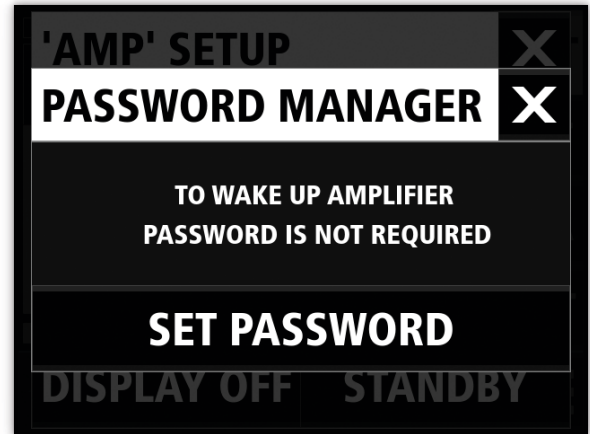 'AMP' SETUP X
PASSWORD MANAGER X
TO WAKE UP AMPLIFIER
PASSWORD IS NOT REQUIRED
SET PASSWORD
DISPLAY OFF STANDBY